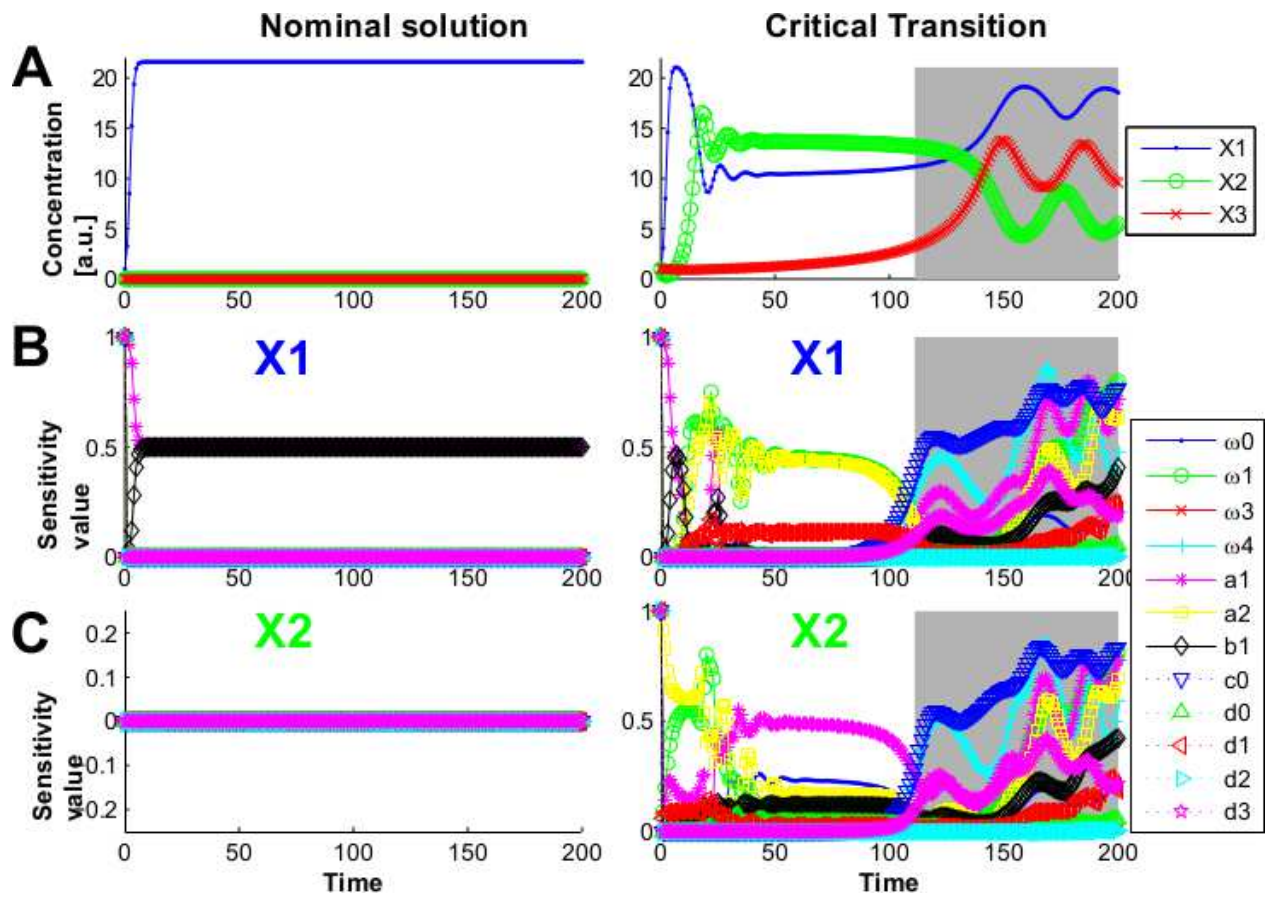 Nominal solution
Critical Transition
A
Concentration
[a.u.]
20
15
10
5
0
0 50 100 150 200
20
15
10
5
0
0 50 100 150 200
X1
X2
X3
B
X1
Sensitivity
value
1
0.5
0
0 50 100 150 200
X1
1
0.5
0
0 50 100 150 200
ω0
ω1
ω3
ω4
a1
a2
b1
c0
d0
d1
d2
d3
C
X2
Sensitivity
value
0.2
0.1
0
0.1
0.2
0 50 100 150 200
Time
X2
1
0.5
0
0 50 100 150 200
Time